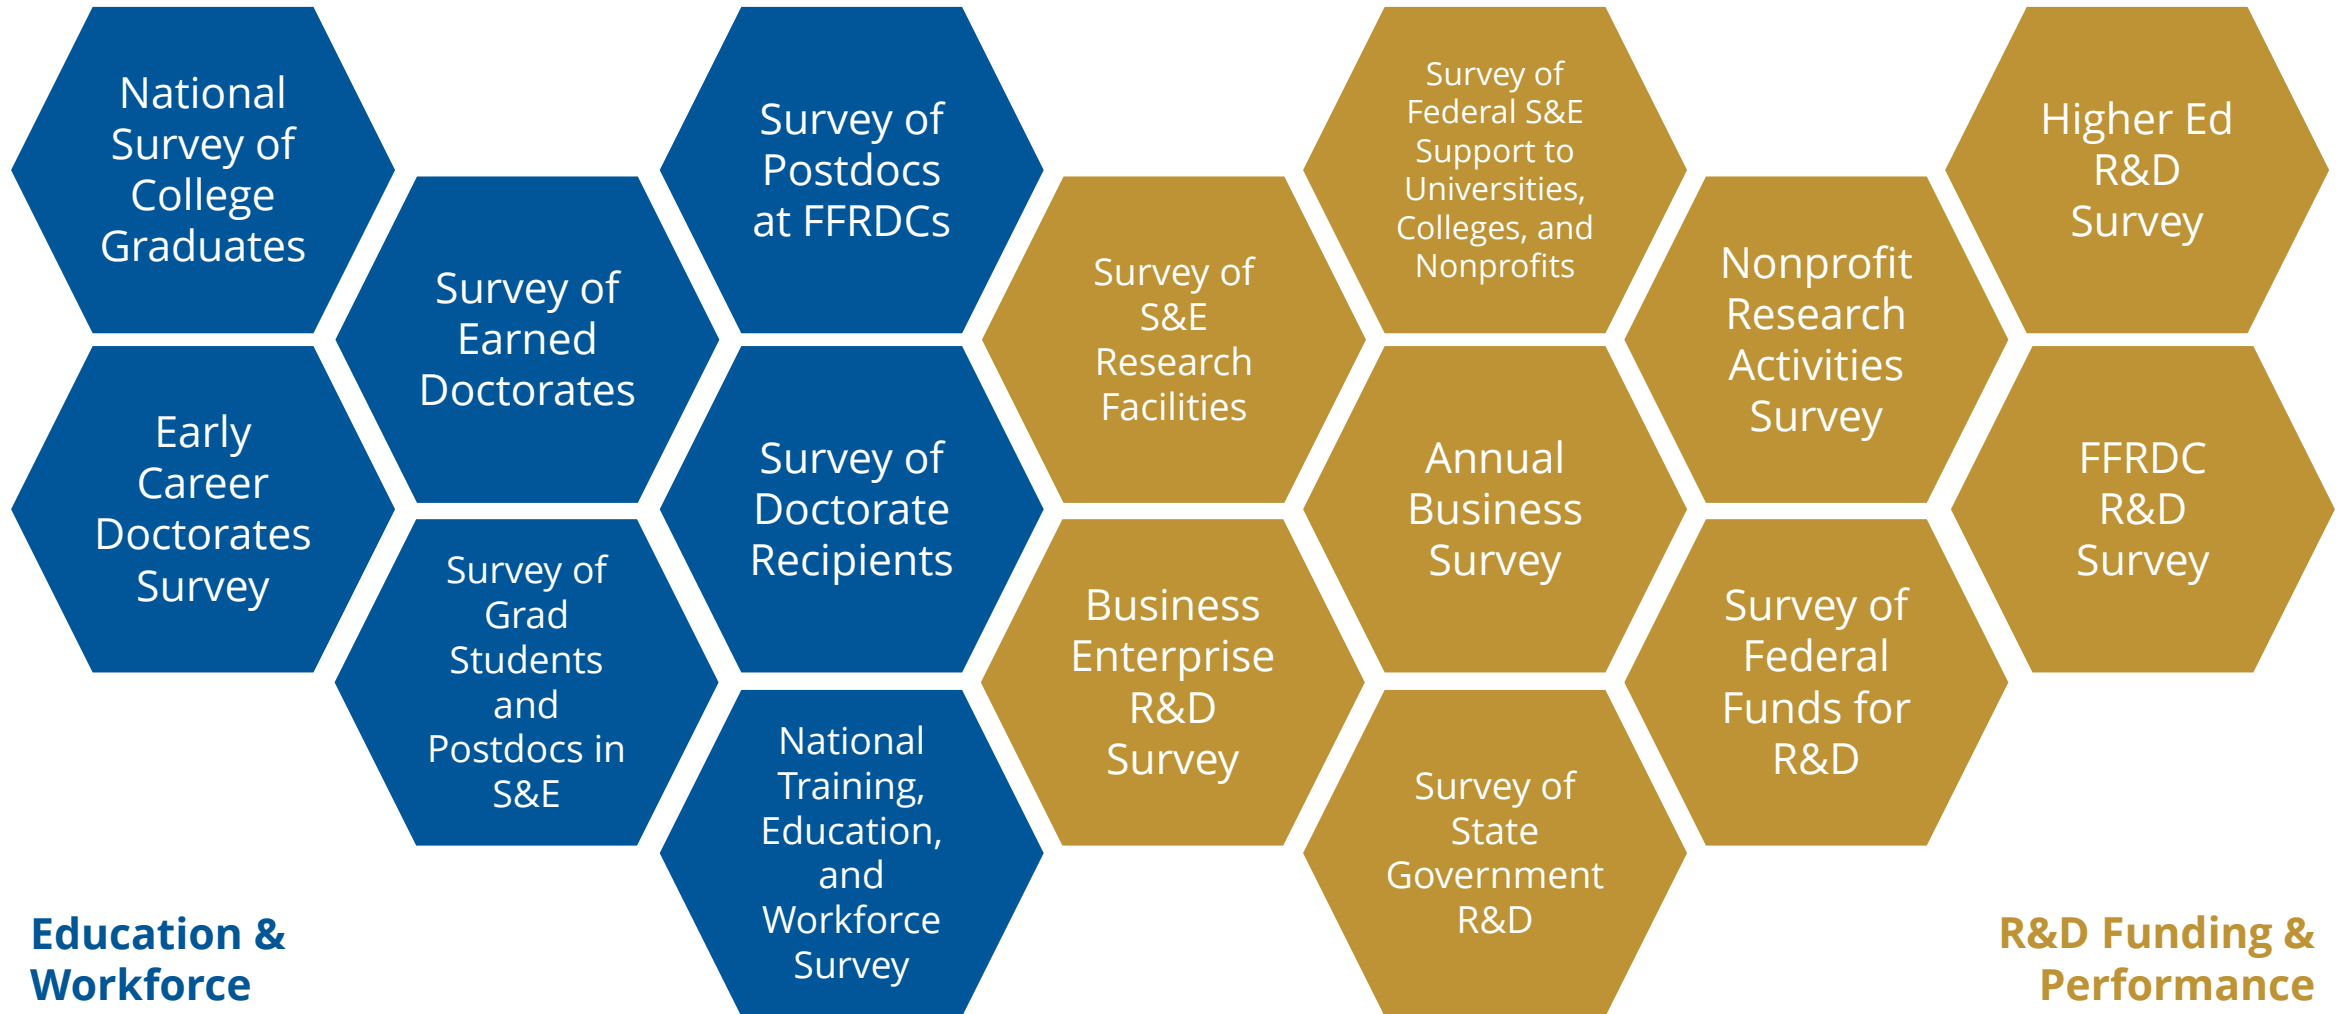 National
Survey of
College
Graduates
Early
Career
Doctorates
Survey
Survey of
Earned
Doctorates
Survey of
Grad
Students
and
Postdocs in
S&E
Survey of
Postdocs
at FFRDCs
Survey of
Doctorate
Recipients
National
Training,
Education,
and
Workforce
Survey
Survey of
S&E
Research
Facilities
Business
Enterprise
R&D
Survey
Survey of
Federal S&E
Support to
Universities,
Colleges, and
Nonprofits
Annual
Business
Survey
Survey of
State
Government
R&D
Nonprofit
Research
Activities
Survey
Survey of
Federal
Funds for
R&D
Higher Ed
R&D
Survey
FFRDC
R&D
Survey
Education &
Workforce
R&D Funding &
Performance